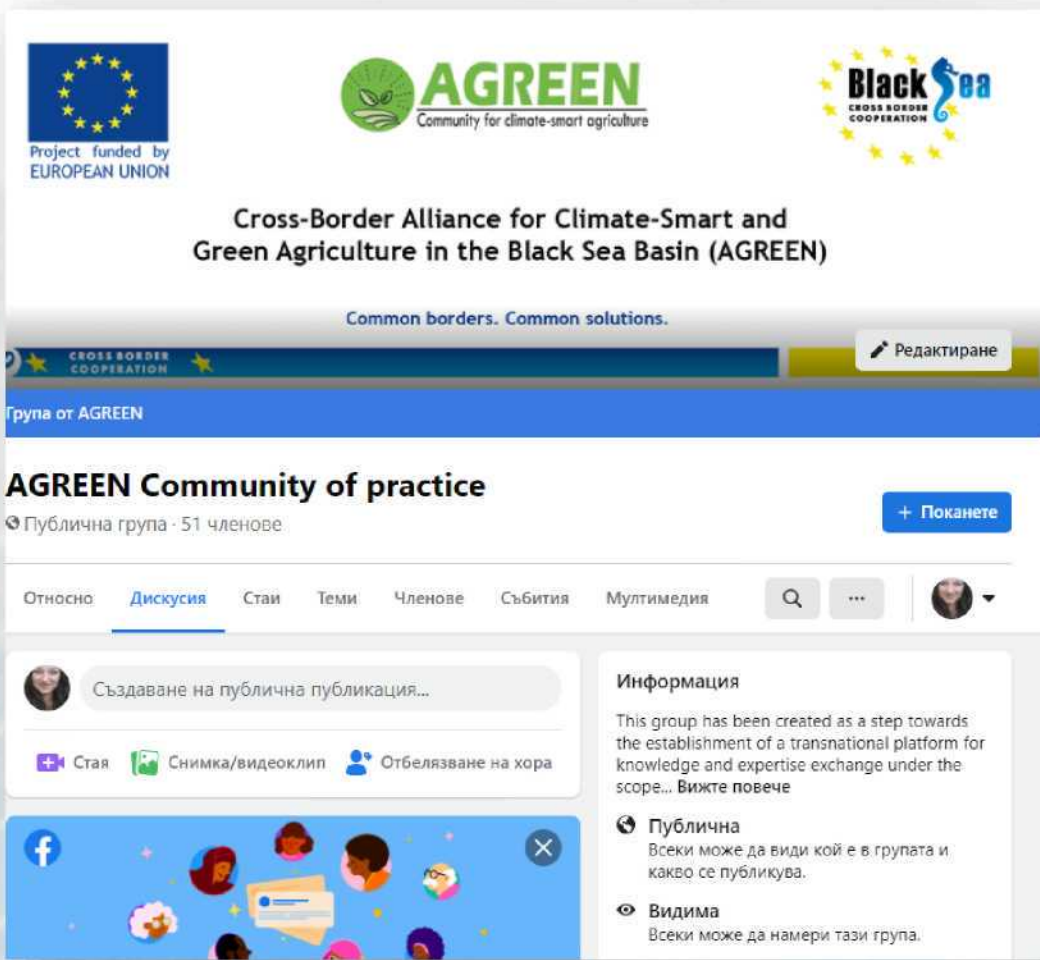 Project funded by
EUROPEAN UNION
AGREEN
Community for climate-smart agriculture
Black Sea
CROSS BORDER
COOPERATION
Cross-Border Alliance for Climate-Smart and
Green Agriculture in the Black Sea Basin (AGREEN)
Common borders. Common solutions.
CROSS BORDER
COOPERATION
Редактиране
Група от AGREEN
AGREEN Community of practice
Публична група · 51 членове
+ Поканете
Относно Дискусия Стаи Теми Членове Събития Мултимедия
Създаване на публична публикация...
Стая Снимка/видеоклип Отбелязване на хора
Информация
This group has been created as a step towards
the establishment of a transnational platform for
knowledge and expertise exchange under the
scope... Вижте повече
Публична
Всеки може да види кой е в групата и
какво се публикува.
Видима
Всеки може да намери тази група.